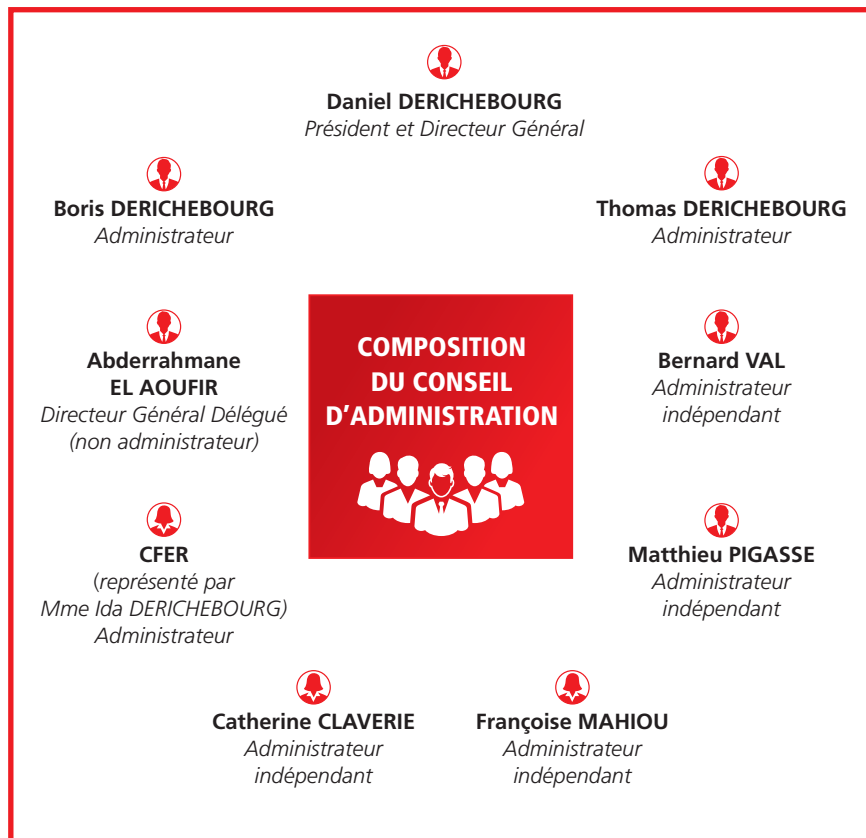 Daniel DERICHEBOURG
Président et Directeur Général
Boris DERICHEBOURG
Administrateur
Thomas DERICHEBOURG
Administrateur
Abderrahmane
EL AOUFIR
Directeur Général Délégué
(non administrateur)
COMPOSITION
DU CONSEIL
D’ADMINISTRATION
Bernard VAL
Administrateur
indépendant
CFER
(représenté par
Mme Ida DERICHEBOURG)
Administrateur
Matthieu PIGASSE
Administrateur
indépendant
Catherine CLAVERIE
Administrateur
indépendant
Françoise MAHIOU
Administrateur
indépendant